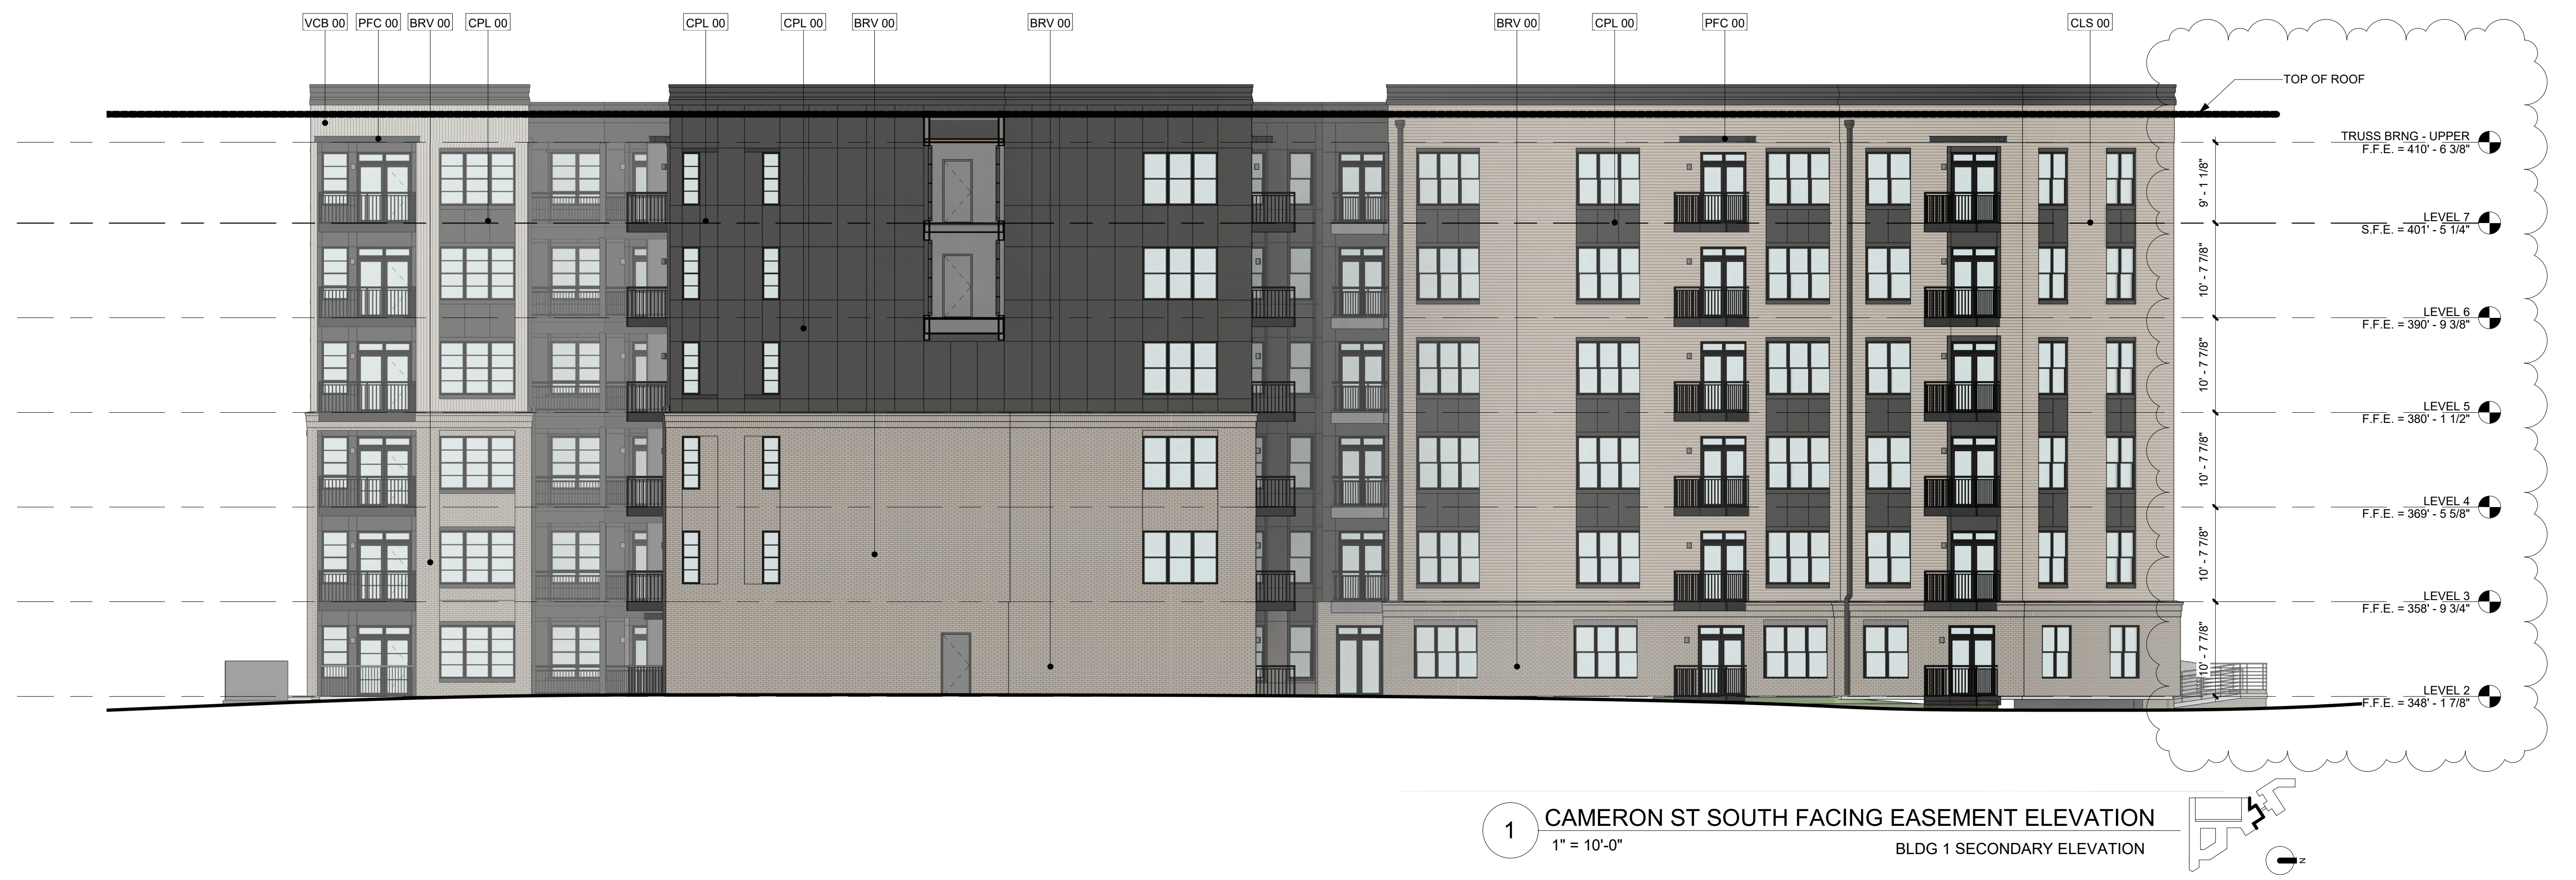 VCB 00 PFC 00 BRV 00 CPL 00 CPL 00 CPL 00 BRV 00 BRV 00 BRV 00 CPL 00 PFC 00 CLS 00
TOP OF ROOF
TRUSS BRNG - UPPER
F.F.E. = 410' - 6 3/8"
9' - 1 1/8"
LEVEL 7
S.F.E. = 401' - 5 1/4"
10' - 7 7/8"
LEVEL 6
F.F.E. = 390' - 9 3/8"
10' - 7 7/8"
LEVEL 5
F.F.E. = 380' - 1 1/2"
10' - 7 7/8"
LEVEL 4
F.F.E. = 369' - 5 5/8"
10' - 7 7/8"
LEVEL 3
F.F.E. = 358' - 9 3/4"
10' - 7 7/8"
LEVEL 2
F.F.E. = 348' - 1 7/8"
1
CAMERON ST SOUTH FACING EASEMENT ELEVATION
1" = 10'-0"
BLDG 1 SECONDARY ELEVATION
N